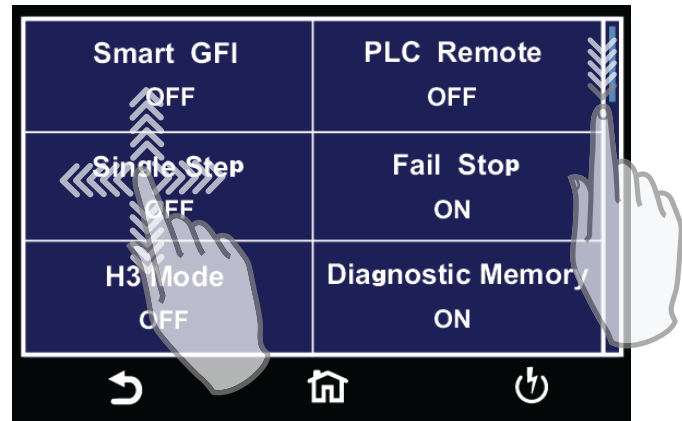 Smart GFI
OFF
PLC Remote
OFF
Single Step
OFF
Fail Stop
ON
H3 Mode
OFF
Diagnostic Memory
ON